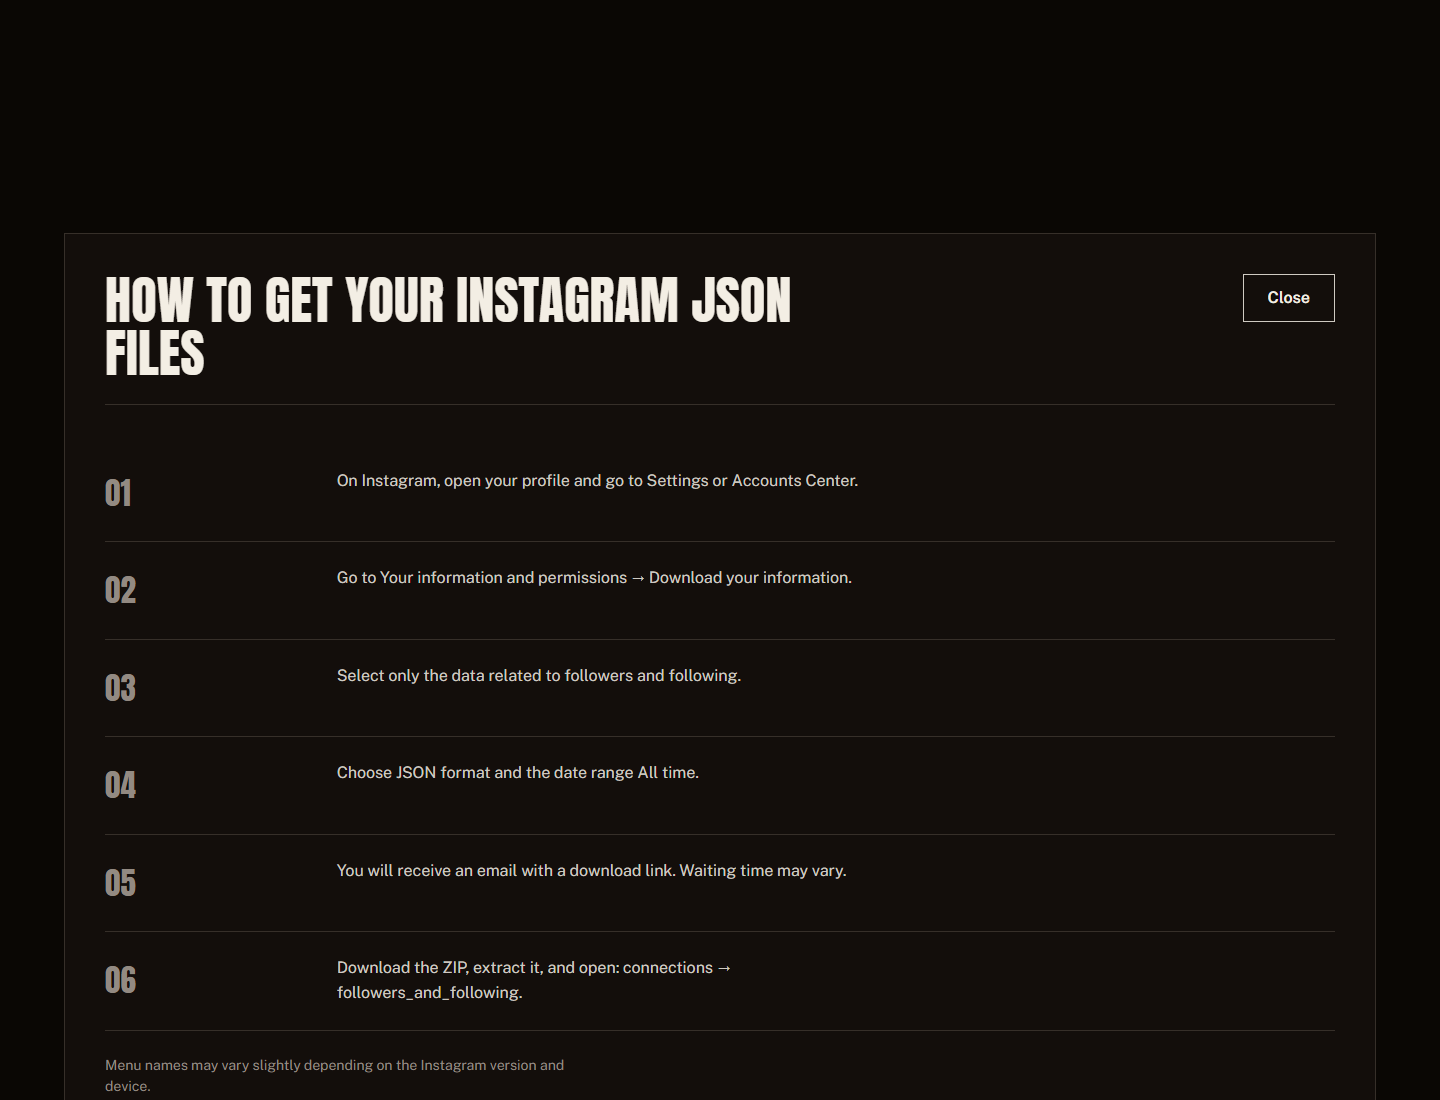 HOW TO GET YOUR INSTAGRAM JSON
FILES
Close
01
On Instagram, open your profile and go to Settings or Accounts Center.
02
Go to Your information and permissions → Download your information.
03
Select only the data related to followers and following.
04
Choose JSON format and the date range All time.
05
You will receive an email with a download link. Waiting time may vary.
06
Download the ZIP, extract it, and open: connections →
followers_and_following.
Menu names may vary slightly depending on the Instagram version and
device.